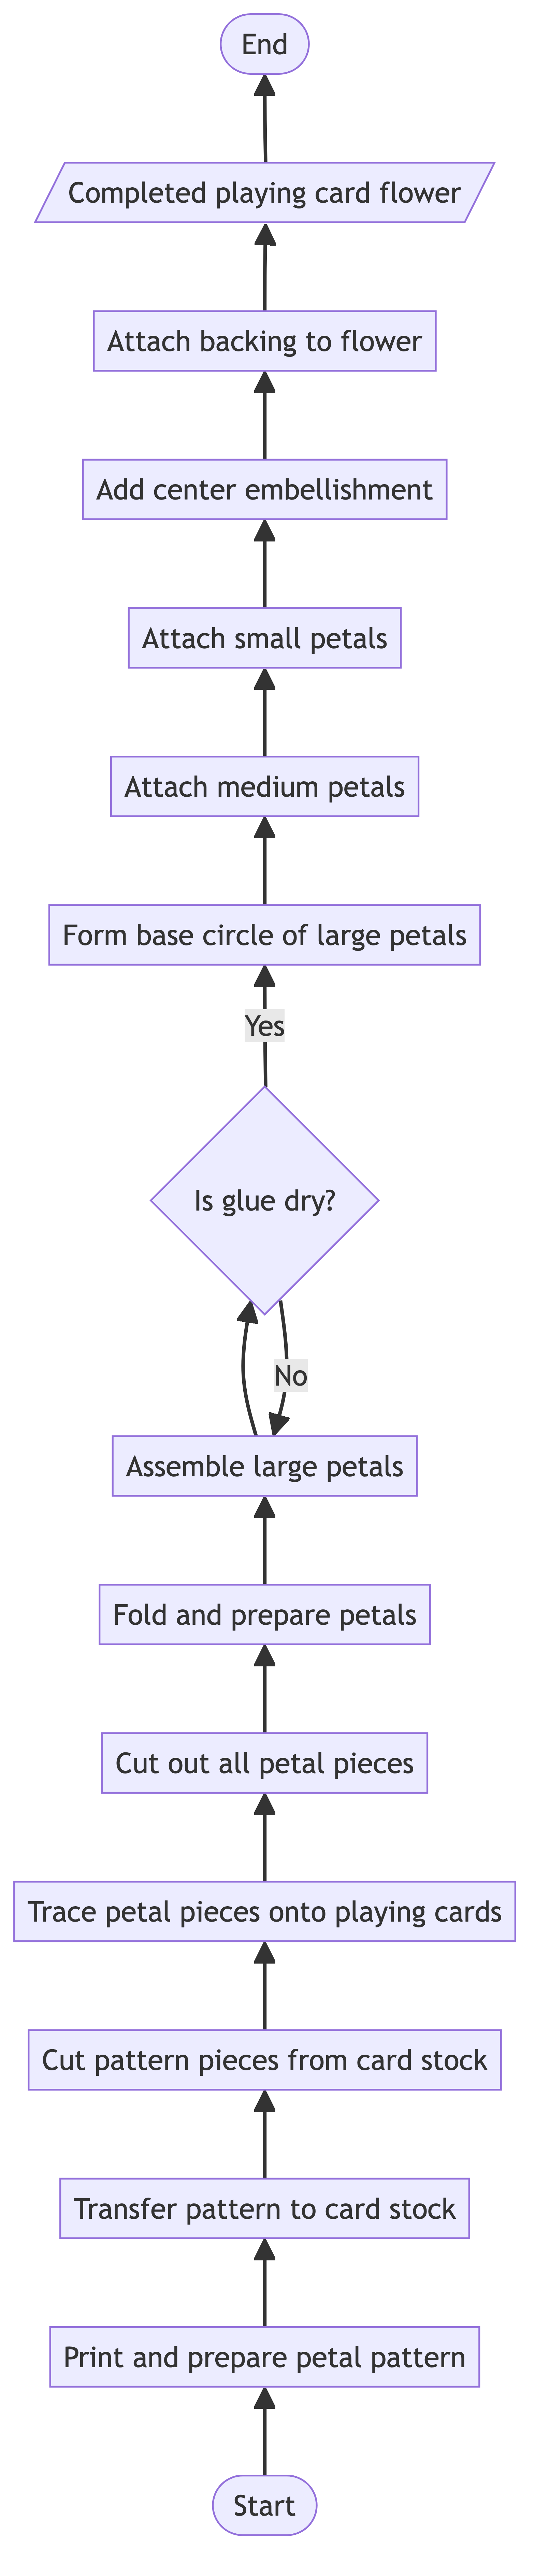 End
Completed playing card flower
Attach backing to flower
Add center embellishment
Attach small petals
Attach medium petals
Form base circle of large petals
Yes
Is glue dry?
No
Assemble large petals
Fold and prepare petals
Cut out all petal pieces
Trace petal pieces onto playing cards
Cut pattern pieces from card stock
Transfer pattern to card stock
Print and prepare petal pattern
Start